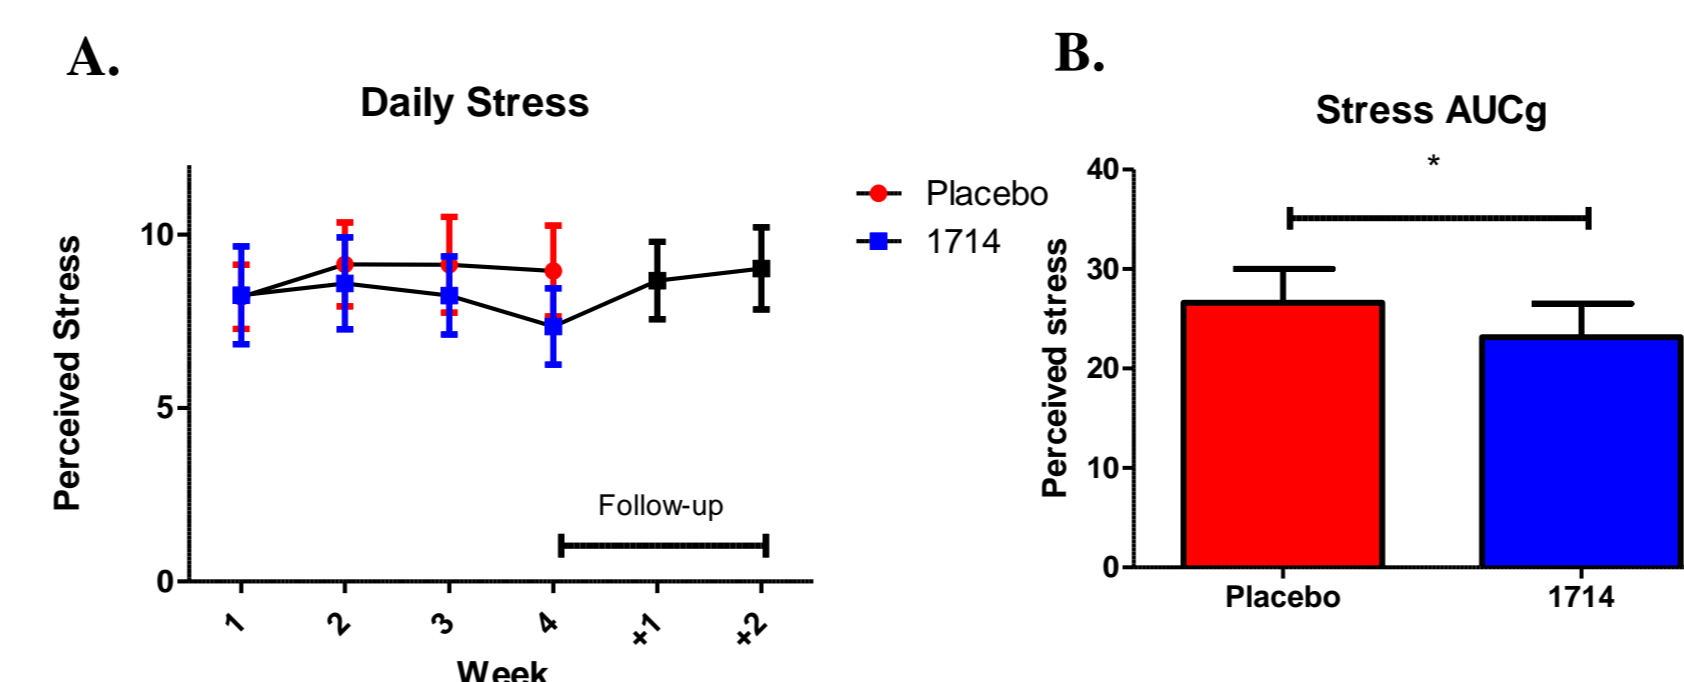 A.
Daily Stress
Perceived Stress
10
5
0
Follow-up
1
2
3
4
+1
+2
Week
Placebo
1714
B.
Stress AUCg
*
Perceived stress
40
30
20
10
0
Placebo
1714